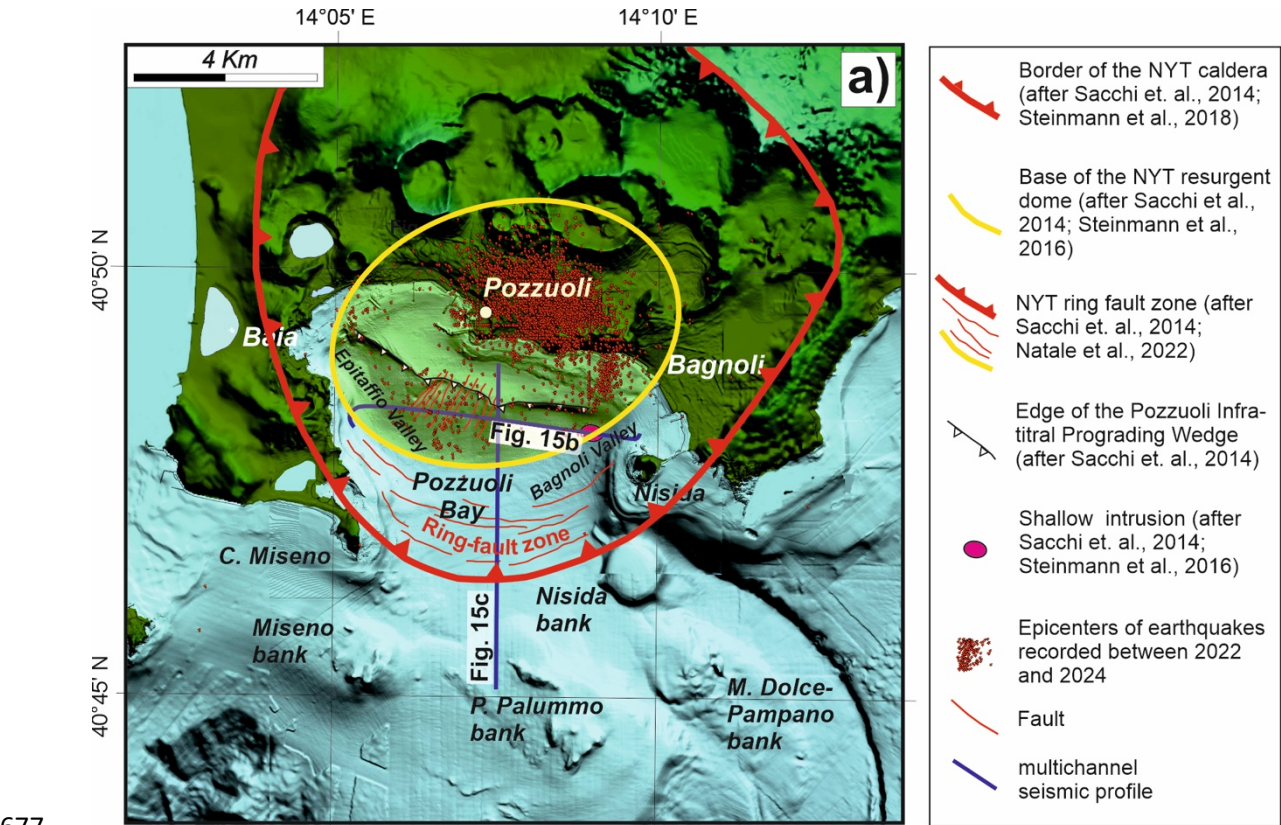 14°05' E
14°10' E
4 Km
a)
40°50' N
Pozzuoli
Baia
Bagnoli
Epitaffio Valley
Fig. 15b
Bagnoli Valley
Pozzuoli
Bay
Nisida
Ring-fault zone
C. Miseno
Nisida
bank
Fig. 15c
Miseno
bank
40°45' N
M. Dolce-
Pampano
bank
P. Palummo
bank
Border of the NYT caldera
(after Sacchi et. al., 2014;
Steinmann et al., 2018)
Base of the NYT resurgent
dome (after Sacchi et al.,
2014; Steinmann et al.,
2016)
NYT ring fault zone (after
Sacchi et. al., 2014;
Natale et al., 2022)
Edge of the Pozzuoli Infra-
titral Prograding Wedge
(after Sacchi et. al., 2014)
Shallow intrusion (after
Sacchi et. al., 2014;
Steinmann et al., 2016)
Epicenters of earthquakes
recorded between 2022
and 2024
Fault
multichannel
seismic profile
677